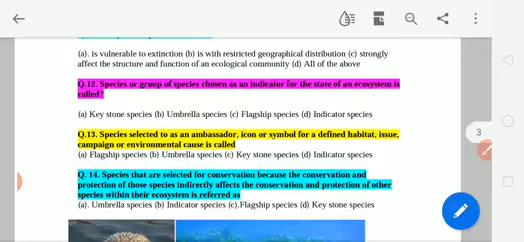 (a). is vulnerable to extinction (b) is with restricted geographical distribution (c) strongly
affect the structure and function of an ecological community (d) All of the above
Q.12. Species or group of species chosen as an indicator for the state of an ecosystem is
called?
(a) Key stone species (b) Umbrella species (c) Flagship species (d) Indicator species
Q.13. Species selected to as an ambassador, icon or symbol for a defined habitat, issue,
campaign or environmental cause is called
(a) Flagship species (b) Umbrella species (c) Key stone species (d) Indicator species
3
Q. 14. Species that are selected for conservation because the conservation and
protection of those species indirectly affects the conservation and protection of other
species within their ecosystem is referred as
(a). Umbrella species (b) Indicator species (c).Flagship species (d) Key stone species